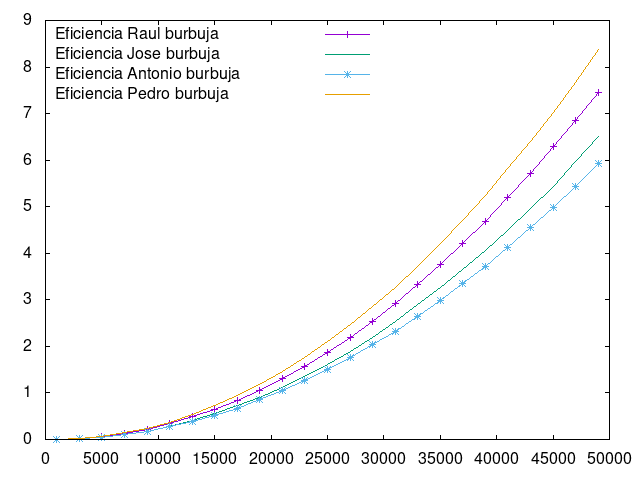 9
8
7
6
5
4
3
2
1
0
Eficiencia Raul burbuja
Eficiencia Jose burbuja
Eficiencia Antonio burbuja
Eficiencia Pedro burbuja
0 5000 10000 15000 20000 25000 30000 35000 40000 45000 50000